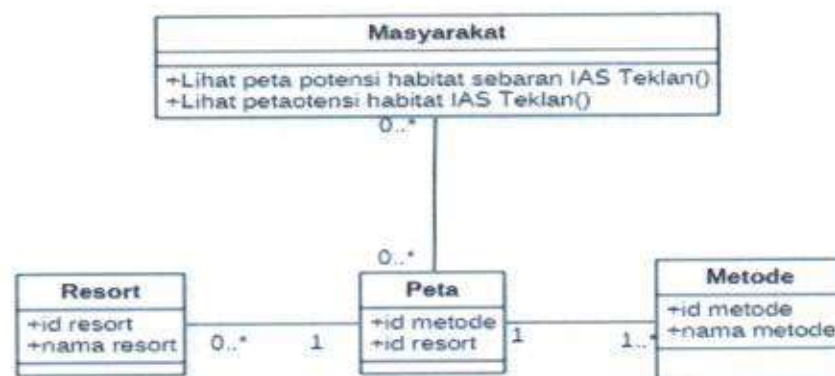 Masyarakat
+Lihat peta potensi habitat sebaran IAS Teklan()
+Lihat petaotensi habitat IAS Teklan()
0..*
0..*
Resort
+id resort
+nama resort
0..*
1
Peta
+id metode
+id resort
1
1..*
Metode
+id metode
+nama metode